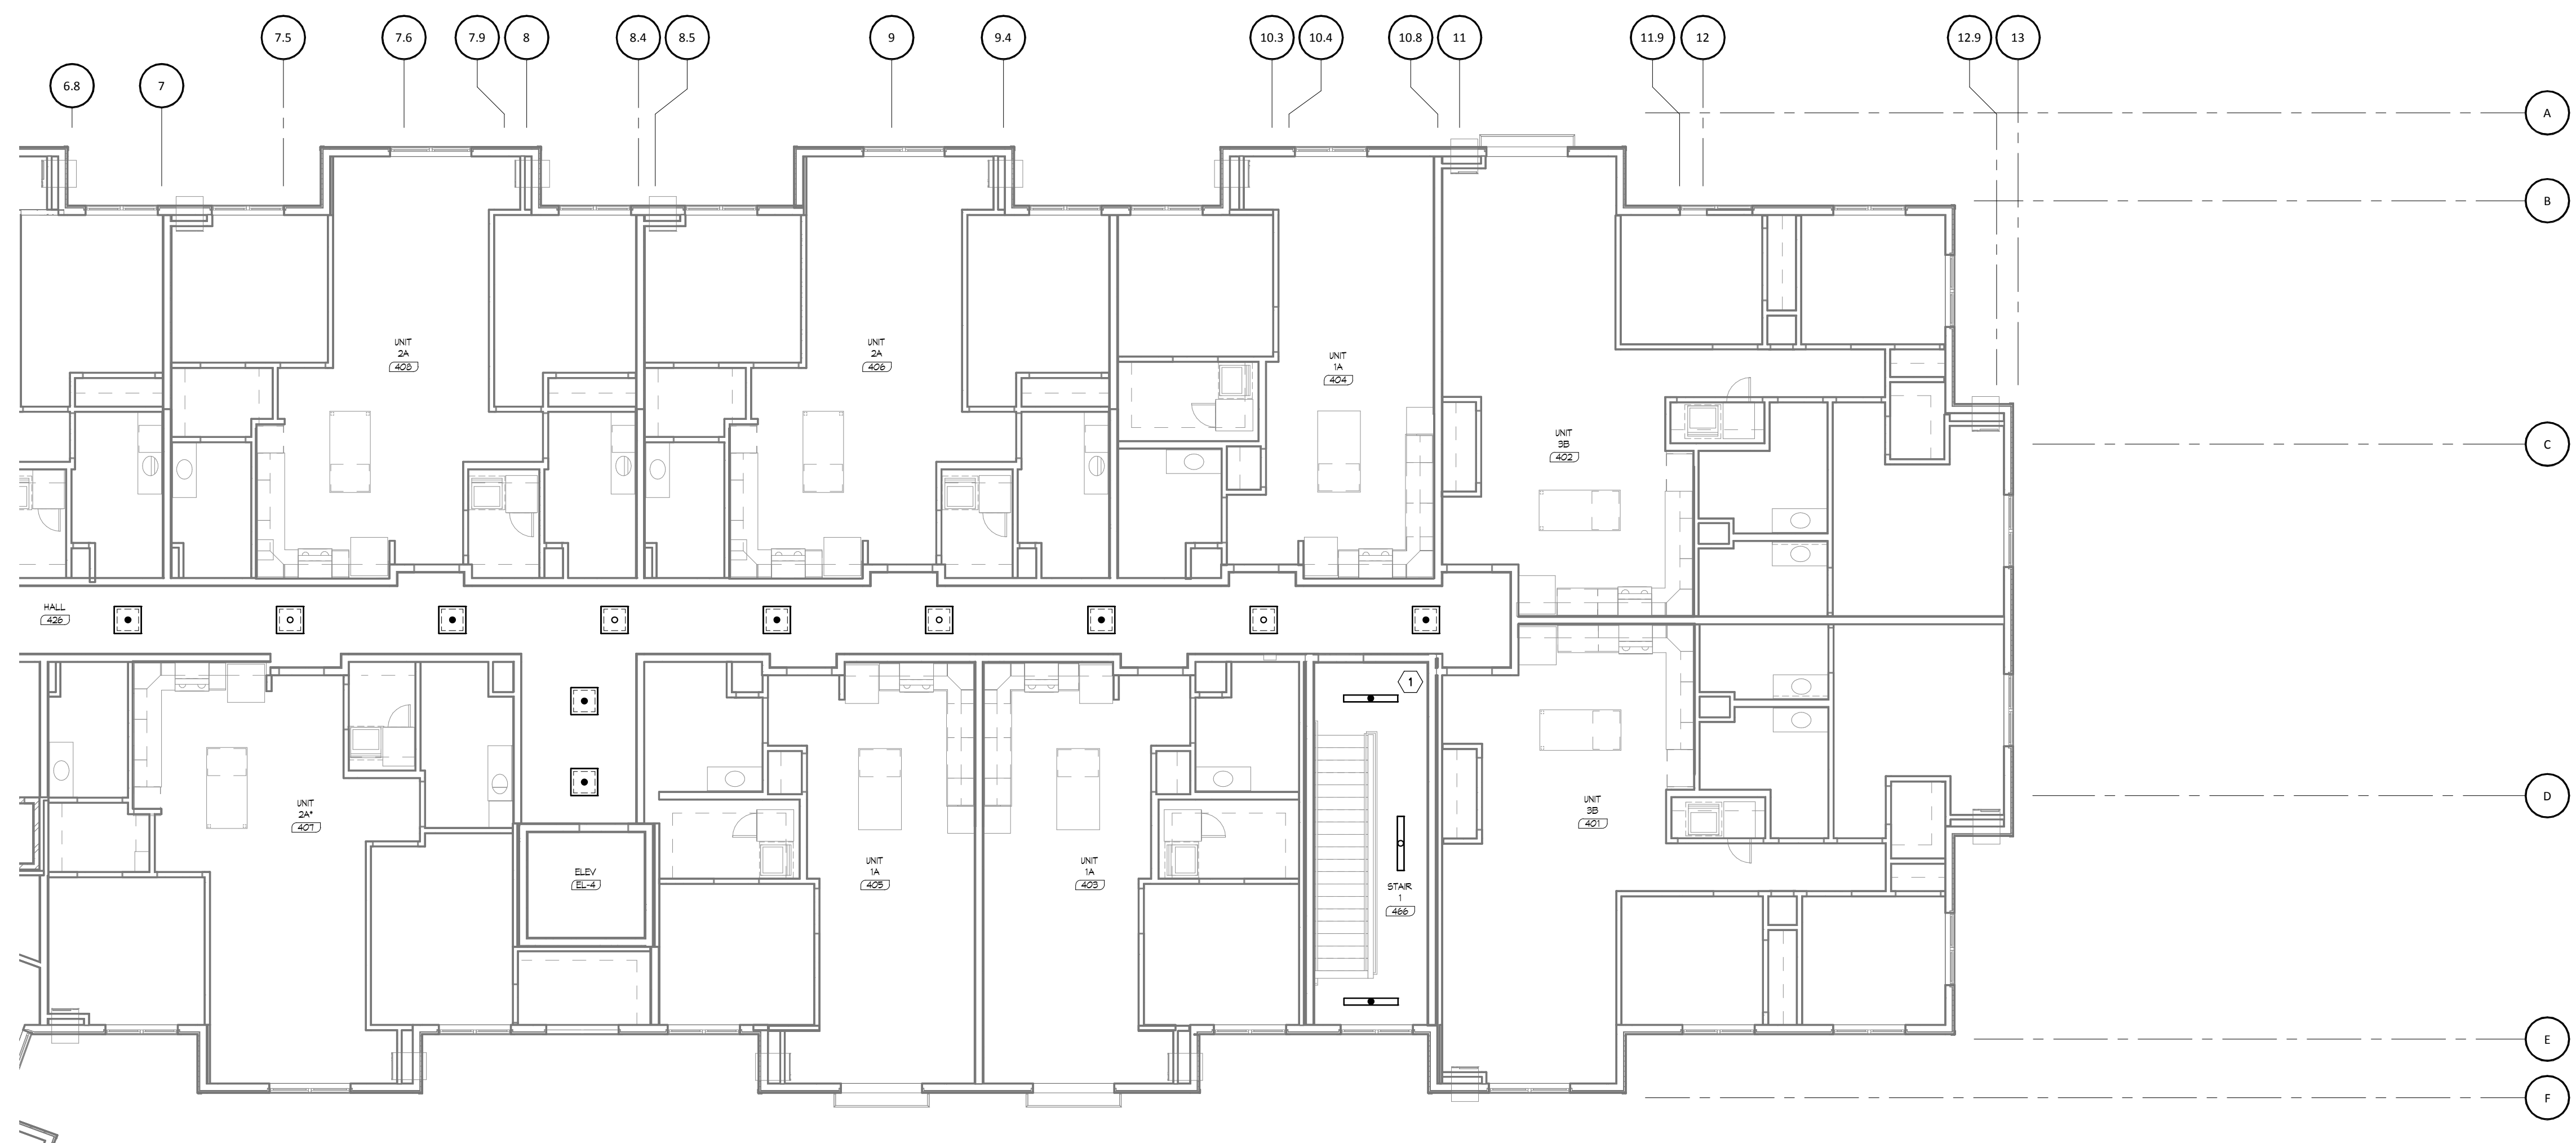 7.5
7.6
7.9
8
8.4
8.5
9
9.4
10.3
10.4
10.8
11
11.9
12
12.9
13
6.8
7
A
B
UNIT
2A
408
UNIT
2A
406
UNIT
1A
404
UNIT
3B
402
C
HALL
426
1
UNIT
2A*
407
UNIT
3B
401
D
ELEV
EL-4
UNIT
1A
405
UNIT
1A
403
STAIR
1
466
E
F